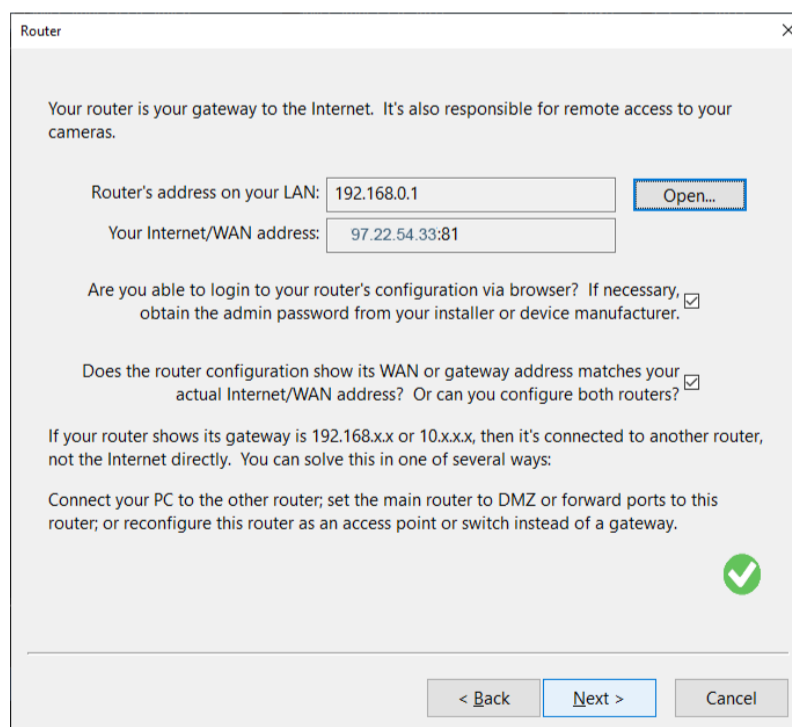 Router
Your router is your gateway to the Internet.  It's also responsible for remote access to your
cameras.
Router's address on your LAN: 192.168.0.1 Open...
Your Internet/WAN address: 97.22.54.33:81
Are you able to login to your router's configuration via browser?  If necessary,
obtain the admin password from your installer or device manufacturer.
Does the router configuration show its WAN or gateway address matches your
actual Internet/WAN address?  Or can you configure both routers?
If your router shows its gateway is 192.168.x.x or 10.x.x.x, then it's connected to another router,
not the Internet directly.  You can solve this in one of several ways:
Connect your PC to the other router; set the main router to DMZ or forward ports to this
router; or reconfigure this router as an access point or switch instead of a gateway.
< Back Next > Cancel